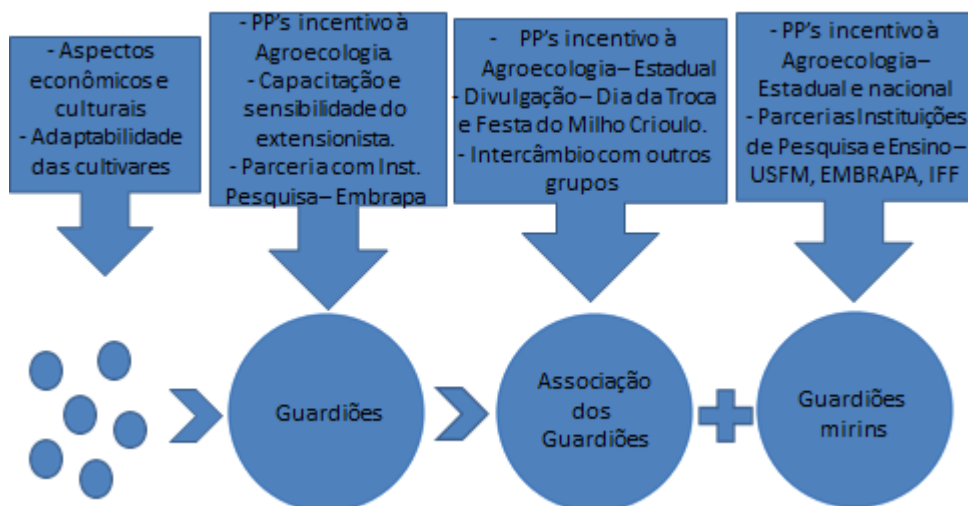 - Aspectos
econômicos e
culturais
- Adaptabilidade
das cultivares
- PP's incentivo à
Agroecologia.
- Capacitação e
sensibilidade do
extensionista.
- Parceria com Inst.
Pesquisa– Embrapa
- PP's incentivo à
Agroecologia– Estadual
- Divulgação – Dia da Troca
e Festa do Milho Crioulo.
- Intercâmbio com outros
grupos
- PP's incentivo à
Agroecologia–
Estadual e nacional
- Parcerias Instituições
de Pesquisa e Ensino–
USFM, EMBRAPA, IFF
Guardiões
Associação
dos
Guardiões
Guardiões
mirins